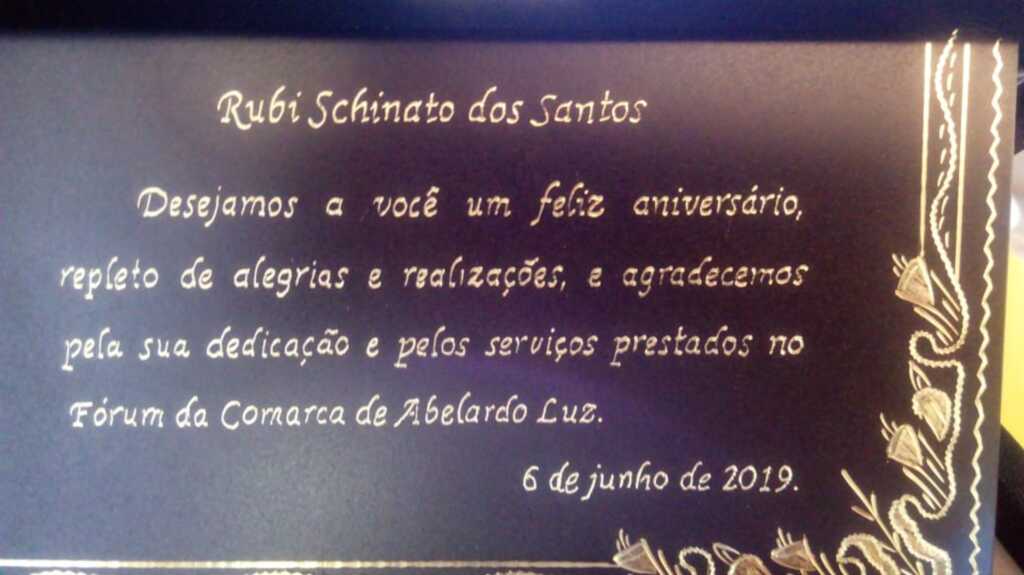 Rubi Schinato dos Santos
Desejamos a você um feliz aniversário,
repleto de alegrias e realizações, e agradecemos
pela sua dedicação e pelos serviços prestados no
Fórum da Comarca de Abelardo Luz.
6 de junho de 2019.